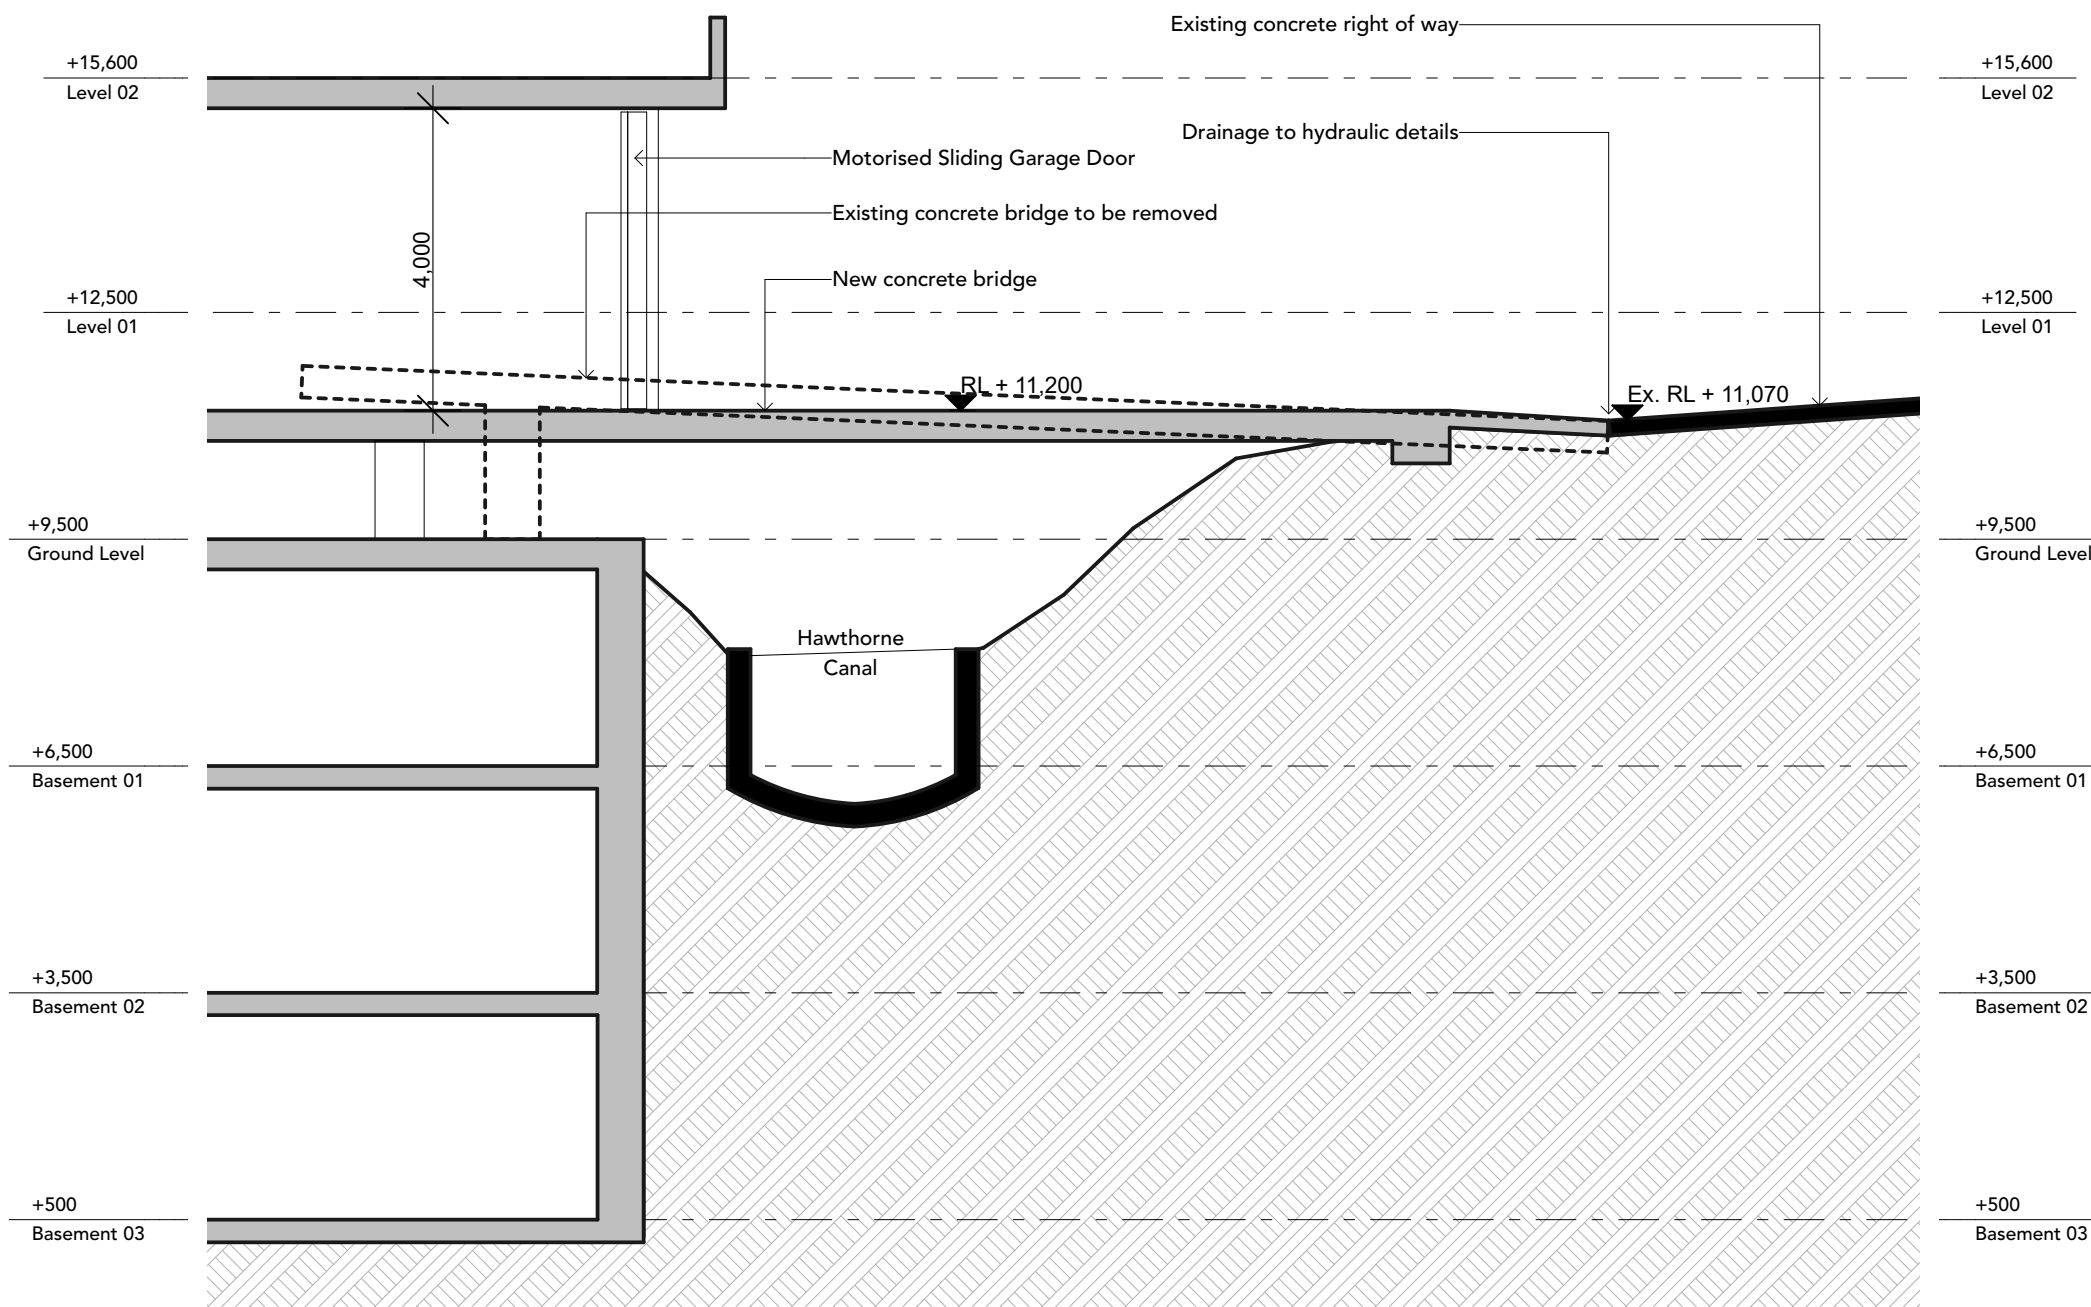 Existing concrete right of way
+15,600
Level 02
+15,600
Level 02
Drainage to hydraulic details
Motorised Sliding Garage Door
Existing concrete bridge to be removed
4,000
New concrete bridge
+12,500
Level 01
+12,500
Level 01
RL + 11,200
Ex. RL + 11,070
+9,500
Ground Level
+9,500
Ground Level
Hawthorne
Canal
+6,500
Basement 01
+6,500
Basement 01
+3,500
Basement 02
+3,500
Basement 02
+500
Basement 03
+500
Basement 03